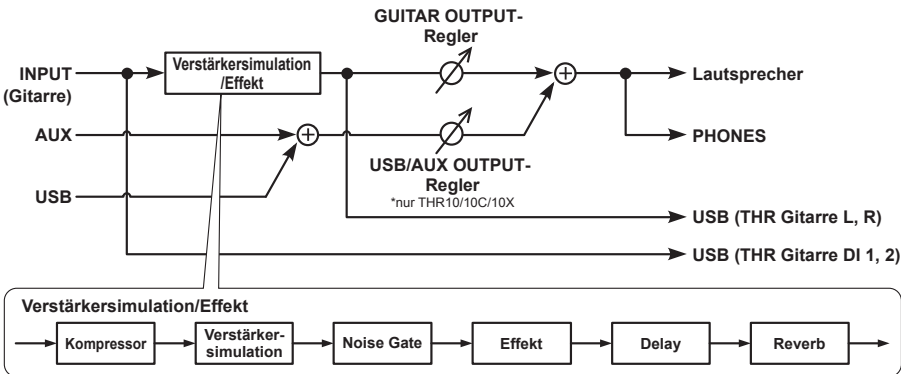 GUITAR OUTPUT-
Regler
INPUT
(Gitarre)
Verstärkersimulation
/Effekt
Lautsprecher
AUX
PHONES
USB/AUX OUTPUT-
Regler
*nur THR10/10C/10X
USB
USB (THR Gitarre L, R)
USB (THR Gitarre DI 1, 2)
Verstärkersimulation/Effekt
Kompressor
Verstärker-
simulation
Noise Gate
Effekt
Delay
Reverb